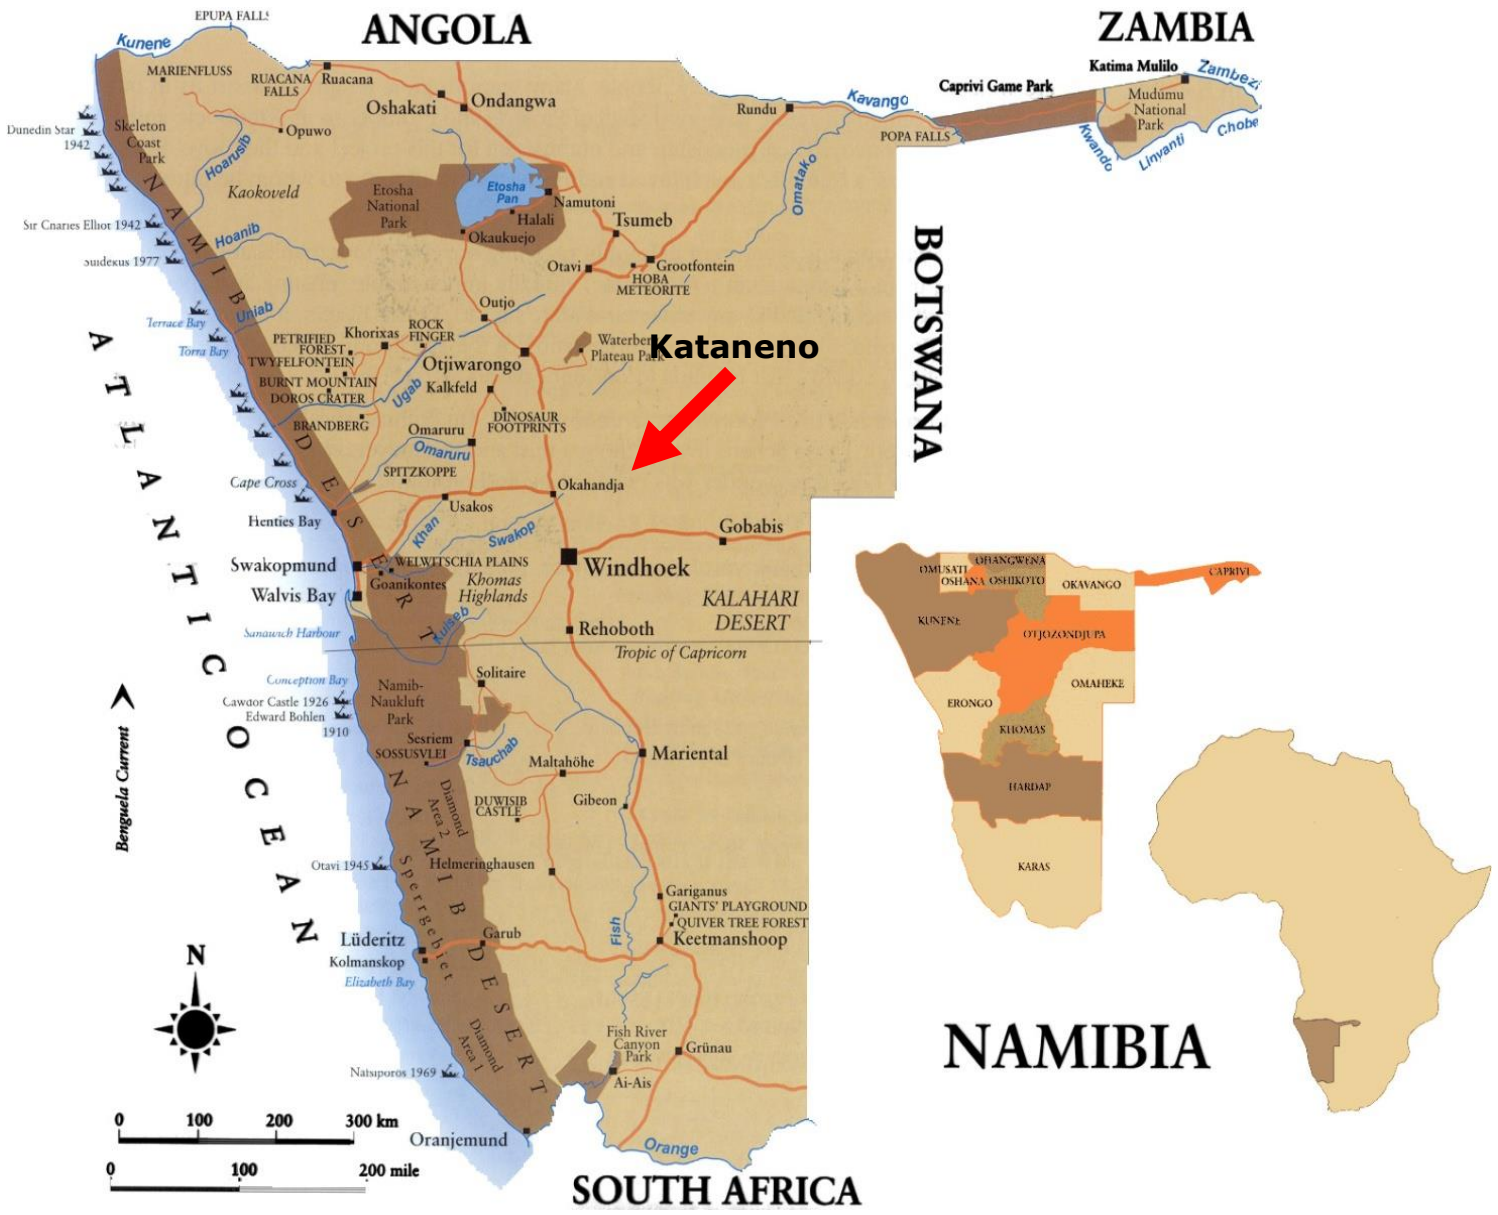 EPUPA FALLS
ANGOLA
ZAMBIA
Kunene
MARIENFLUSS
RUACANA
FALLS
Ruacana
Oshakati
Ondangwa
Opuwo
Rundu
Kavango
POPA FALLS
Caprivi Game Park
Katima Mulilo
Zambezi
Mudumu
National
Park
Kwando
Linyanti
Chobe
Dunedin Star
1942
Skeleton
Coast
Park
Hoarusib
Kaokoveld
Etosha
National
Park
Etosha
Pan
Namutoni
Halali
Okaukuejo
Tsumeb
Omatako
Sir Charles Elliot 1942
Hoanib
Suiderkus 1977
Otavi
Grootfontein
HOBA
METEORITE
BOTSWANA
NAMIB DESERT
Uniab
Terrace Bay
Torra Bay
Outjo
PETRIFIED
FOREST
Khorixas
ROCK
FINGER
TWYFELFONTEIN
BURNT MOUNTAIN
DOROS CRATER
BRANDBERG
Ugab
Otjiwarongo
Kalkfeld
Plateau Park
Kataneno
DINOSAUR
FOOTPRINTS
Omaruru
Omaruru
SPITZKOPPE
Cape Cross
Henties Bay
Usakos
Okahandja
Khan
Swakop
Gobabis
Swakopmund
Walvis Bay
WELWITSCHIA PLAINS
Goanikontes
Khomas
Highlands
Windhoek
KALAHARI
DESERT
Kuiseb
Rehoboth
Tropic of Capricorn
Sandwich Harbour
Conception Bay
Cawdor Castle 1926
Edward Bohlen
1910
Namib-
Naukluft
Park
Solitaire
Sesriem
SOSSUSVLEI
Tsauchab
Maltahöhe
Mariental
DUWISIB
CASTLE
Gibeon
Diamond
Area 2
ATLANTIC OCEAN
Benguela Current
Otavi 1945
Helmeringhausen
NAMIB DESERT
Sperrgebiet
Gariganus
GIANTS' PLAYGROUND
QUIVER TREE FOREST
Keetmanshoop
Fish
Lüderitz
Kolmanskop
Garub
Elizabeth Bay
Diamond
Area 1
Fish River
Canyon
Park
Ai-Ais
Grünau
N
Natsiporos 1969
Oranjemund
Orange
SOUTH AFRICA
0 100 200 300 km
0 100 200 mile
OHANGWENA
OMUSATI
OSHANA
OSHIKOTO
OKAVANGO
CAPRIVI
KUNENE
OTJOZONDJUPA
OMAHEKE
ERONGO
KHOMAS
HARDAP
KARAS
NAMIBIA